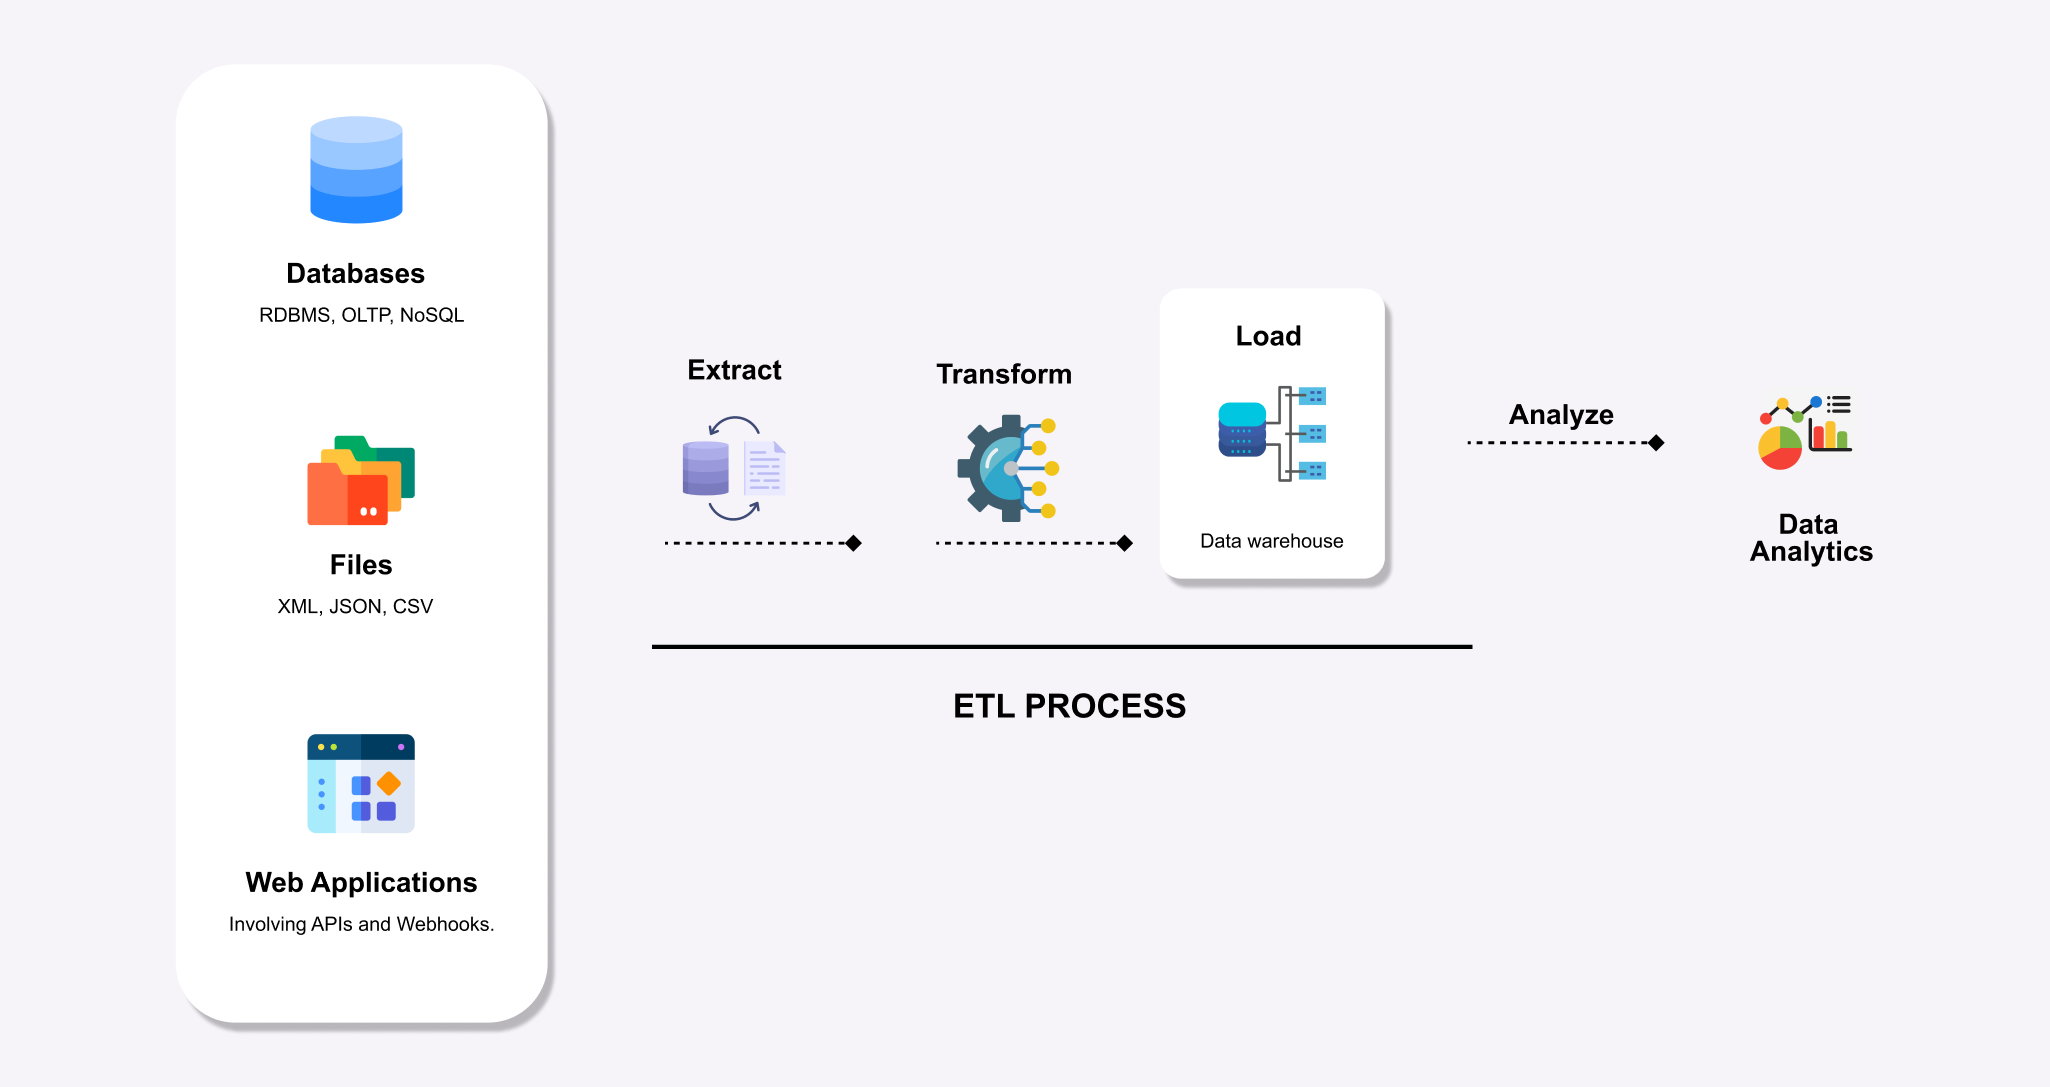 Databases
RDBMS, OLTP, NoSQL
Files
XML, JSON, CSV
Web Applications
Involving APIs and Webhooks.
Extract
Transform
Load
Data warehouse
ETL PROCESS
Analyze
Data
Analytics